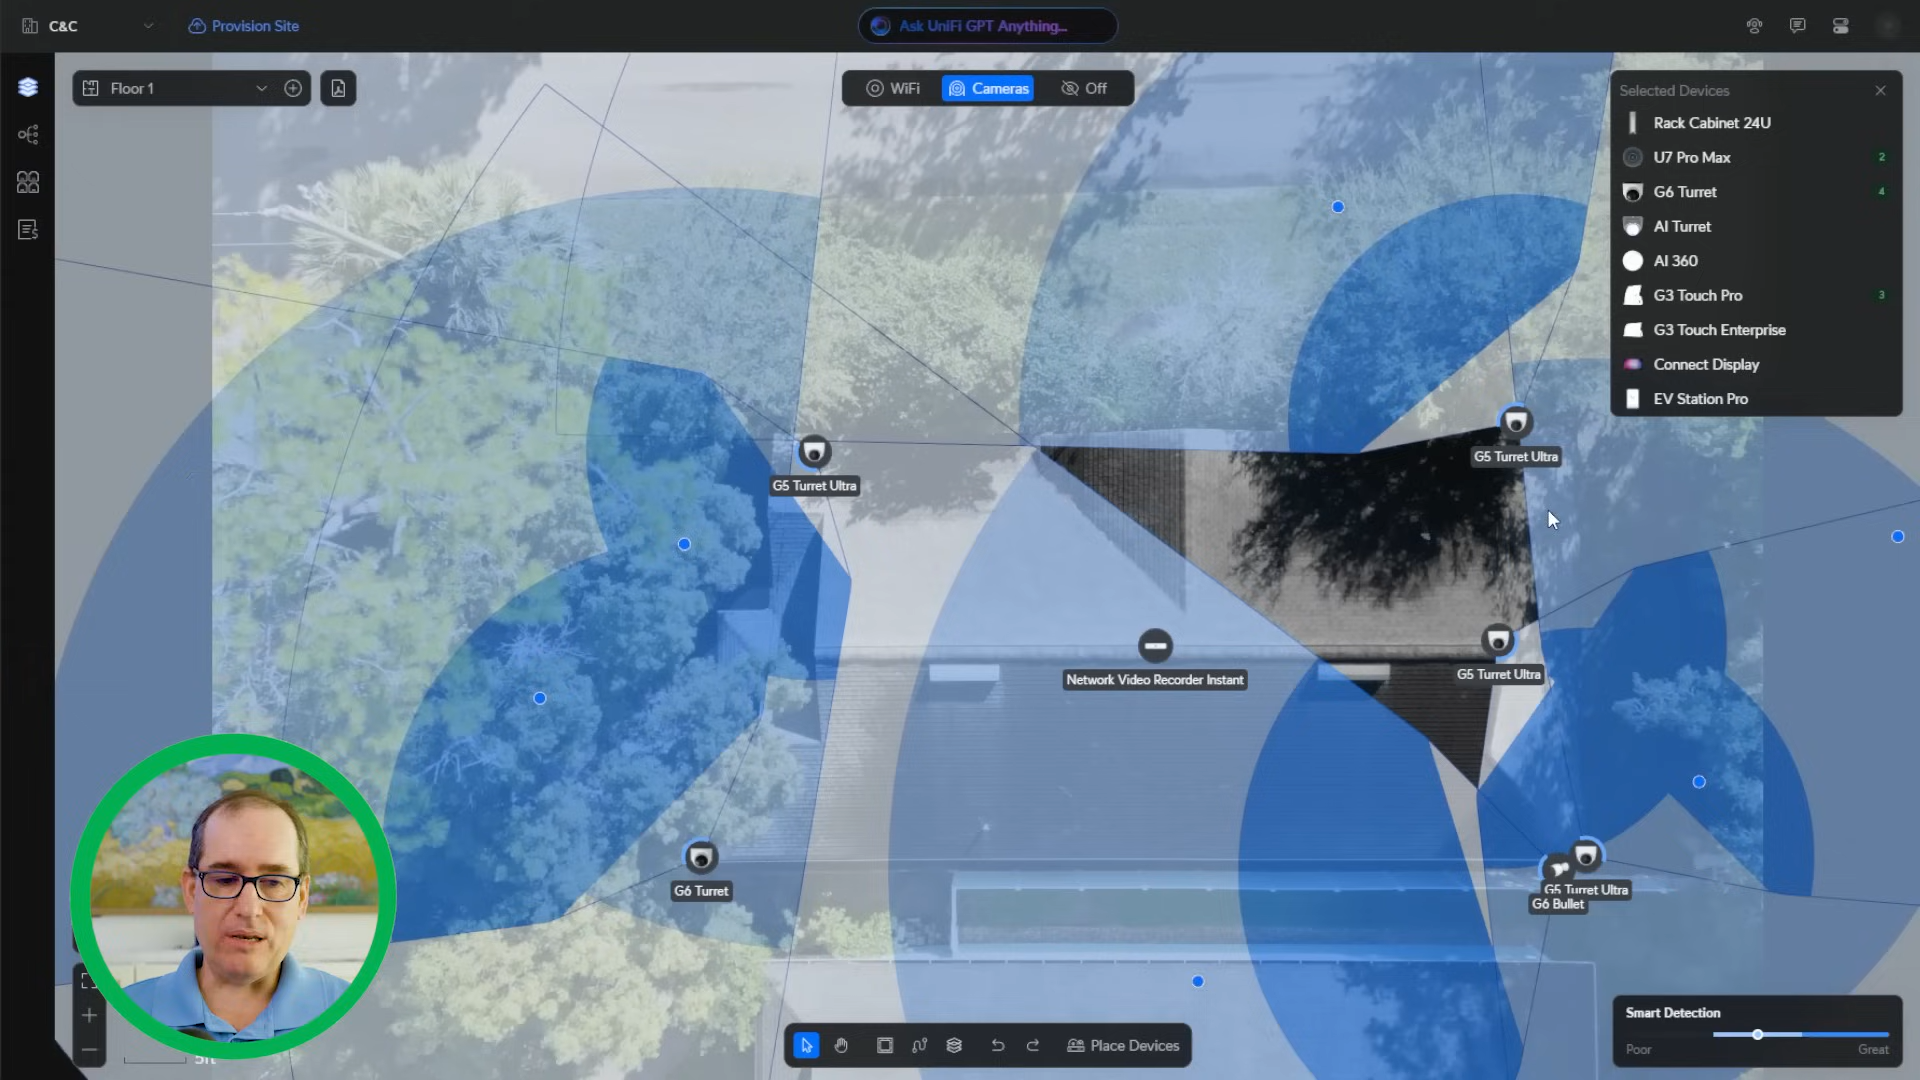 C&C
Provision Site
Ask UniFi GPT Anything...
Floor 1
WiFi
Cameras
Off
Selected Devices
Rack Cabinet 24U
U7 Pro Max
2
G6 Turret
4
AI Turret
AI 360
G3 Touch Pro
3
G3 Touch Enterprise
Connect Display
EV Station Pro
G5 Turret Ultra
G5 Turret Ultra
G5 Turret Ultra
Network Video Recorder Instant
G6 Turret
G5 Turret Ultra
G6 Bullet
Smart Detection
Poor
Great
Place Devices
5ft